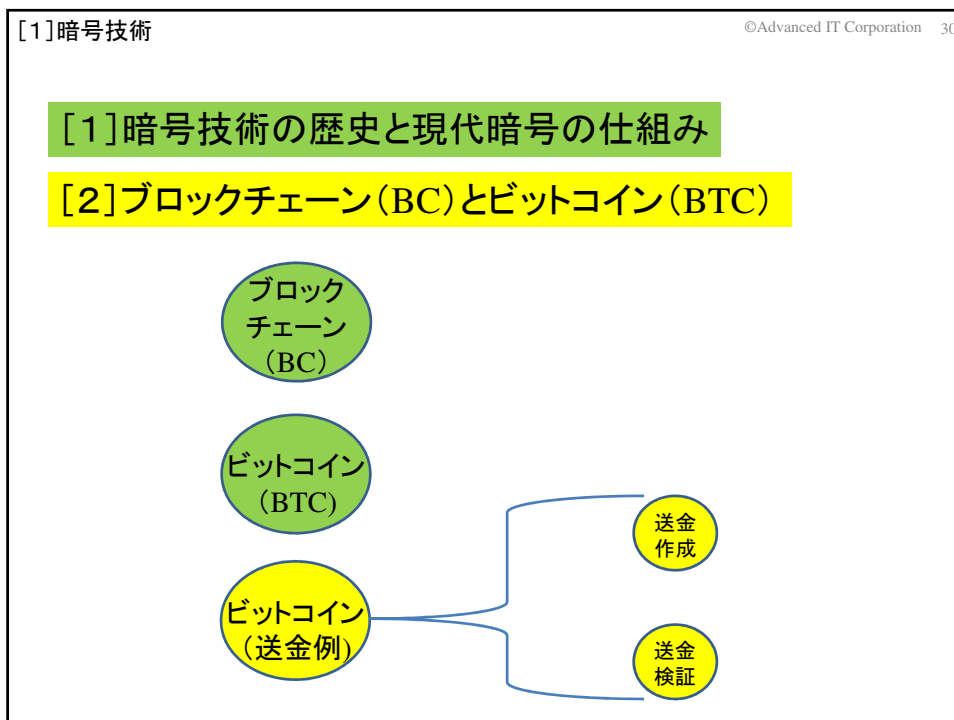 ［１］暗号技術
©Advanced IT Corporation 30
［１］暗号技術の歴史と現代暗号の仕組み
［２］ブロックチェーン（BC）とビットコイン（BTC）
ブロック
チェーン
（BC）
ビットコイン
（BTC)
ビットコイン
（送金例)
送金
作成
送金
検証